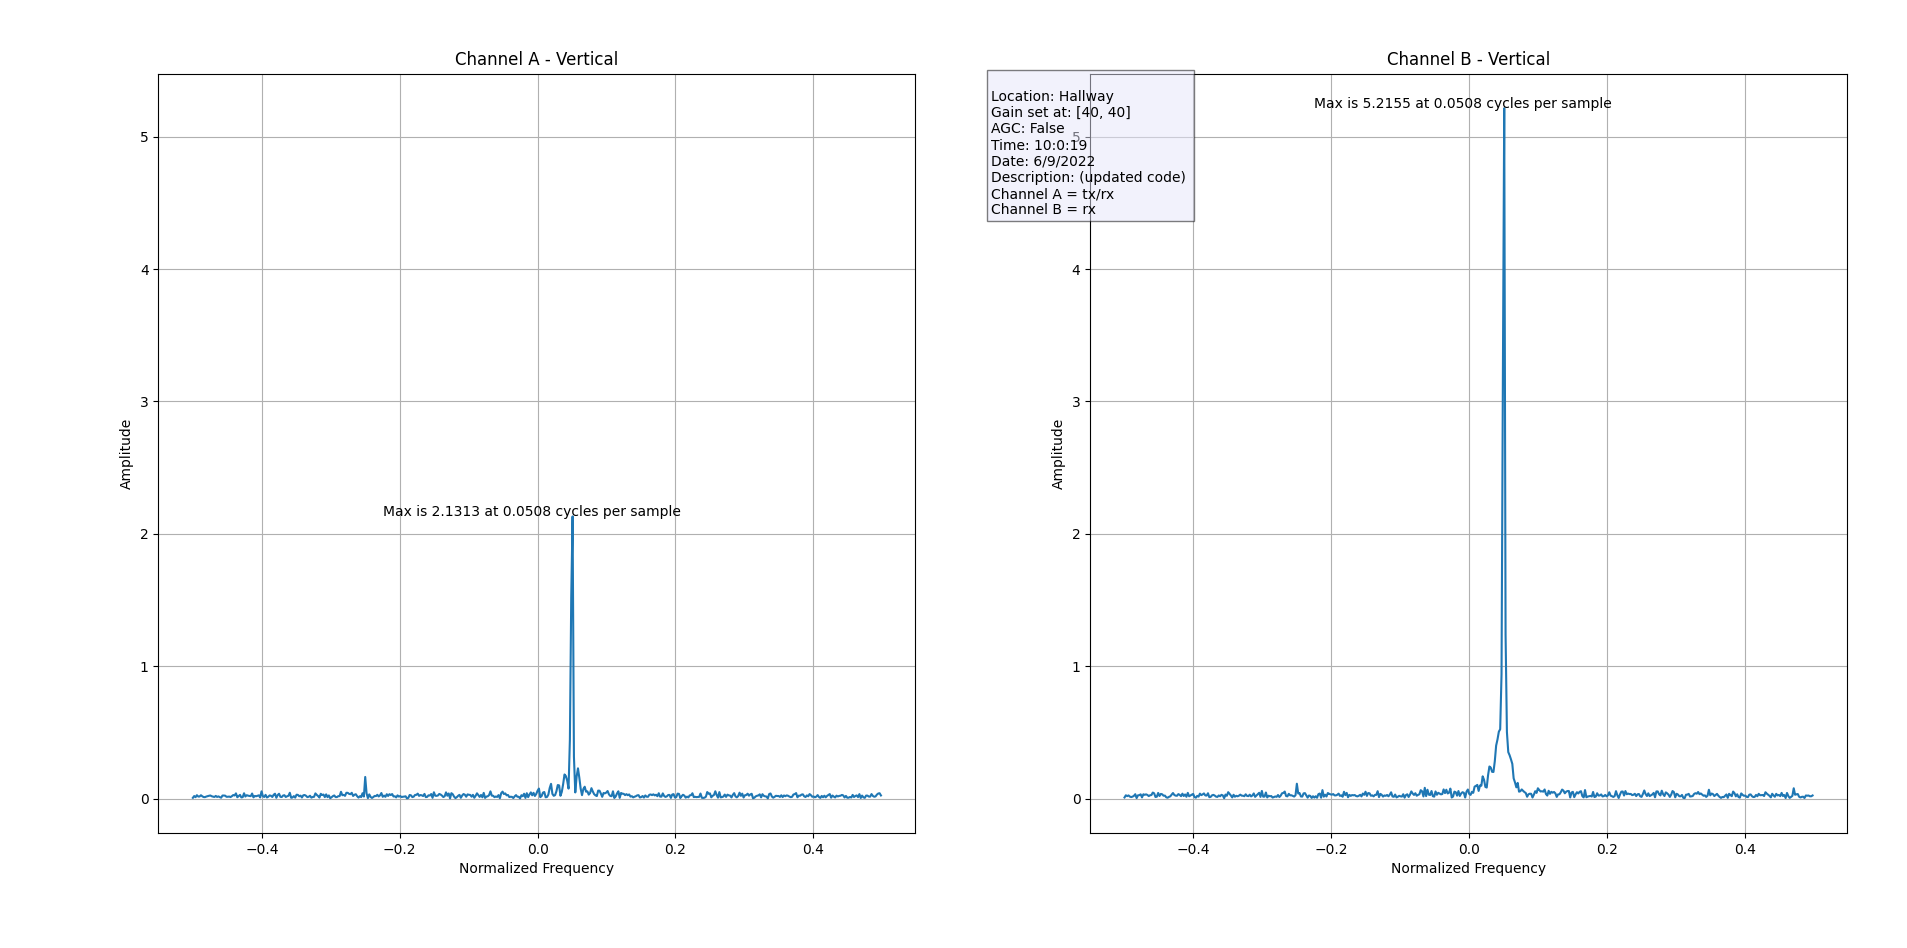 Channel A - Vertical
Max is 2.1313 at 0.0508 cycles per sample
Amplitude
5
4
3
2
1
0
−0.4
−0.2
0.0
0.2
0.4
Normalized Frequency
Location: Hallway
Gain set at: [40, 40]
AGC: False
Time: 10:0:19
Date: 6/9/2022
Description: (updated code)
Channel A = tx/rx
Channel B = rx
Channel B - Vertical
Max is 5.2155 at 0.0508 cycles per sample
Amplitude
5
4
3
2
1
0
−0.4
−0.2
0.0
0.2
0.4
Normalized Frequency